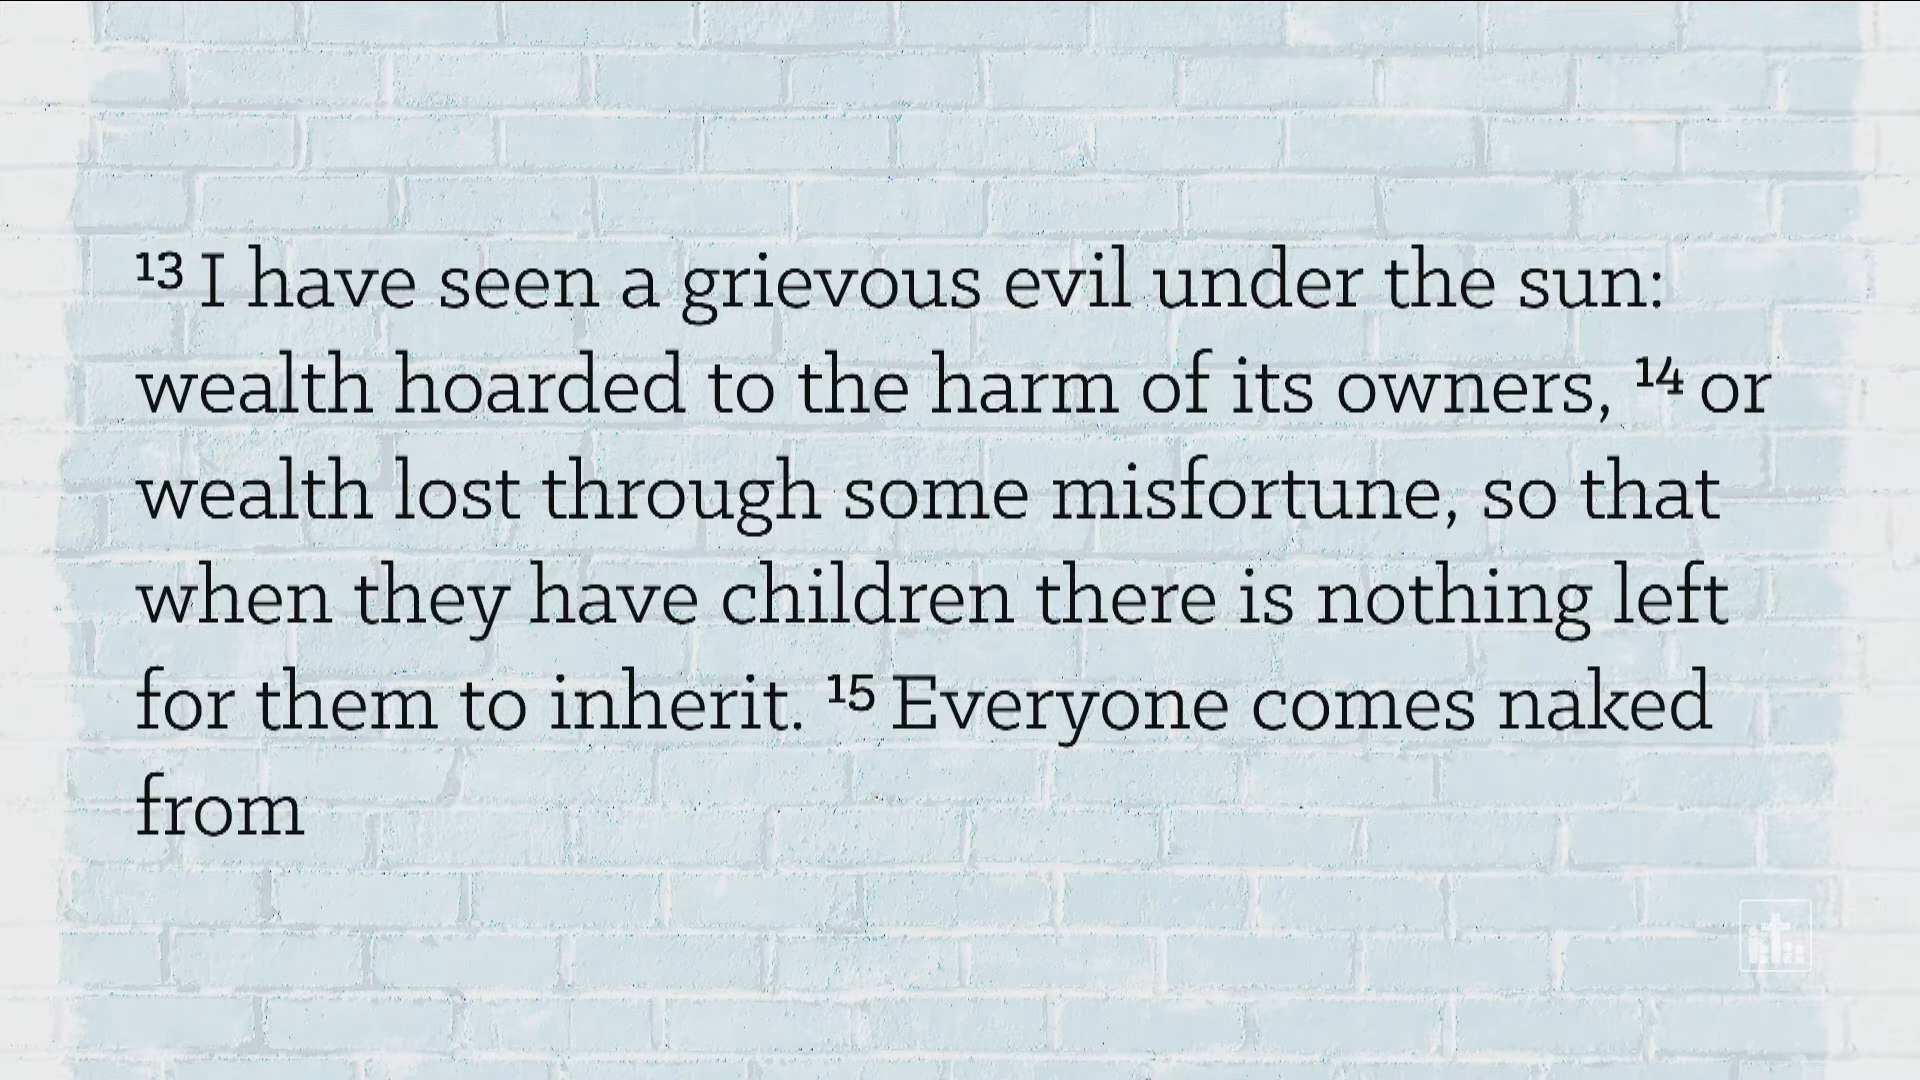 13 I have seen a grievous evil under the sun:
wealth hoarded to the harm of its owners, 14 or
wealth lost through some misfortune, so that
when they have children there is nothing left
for them to inherit. 15 Everyone comes naked
from